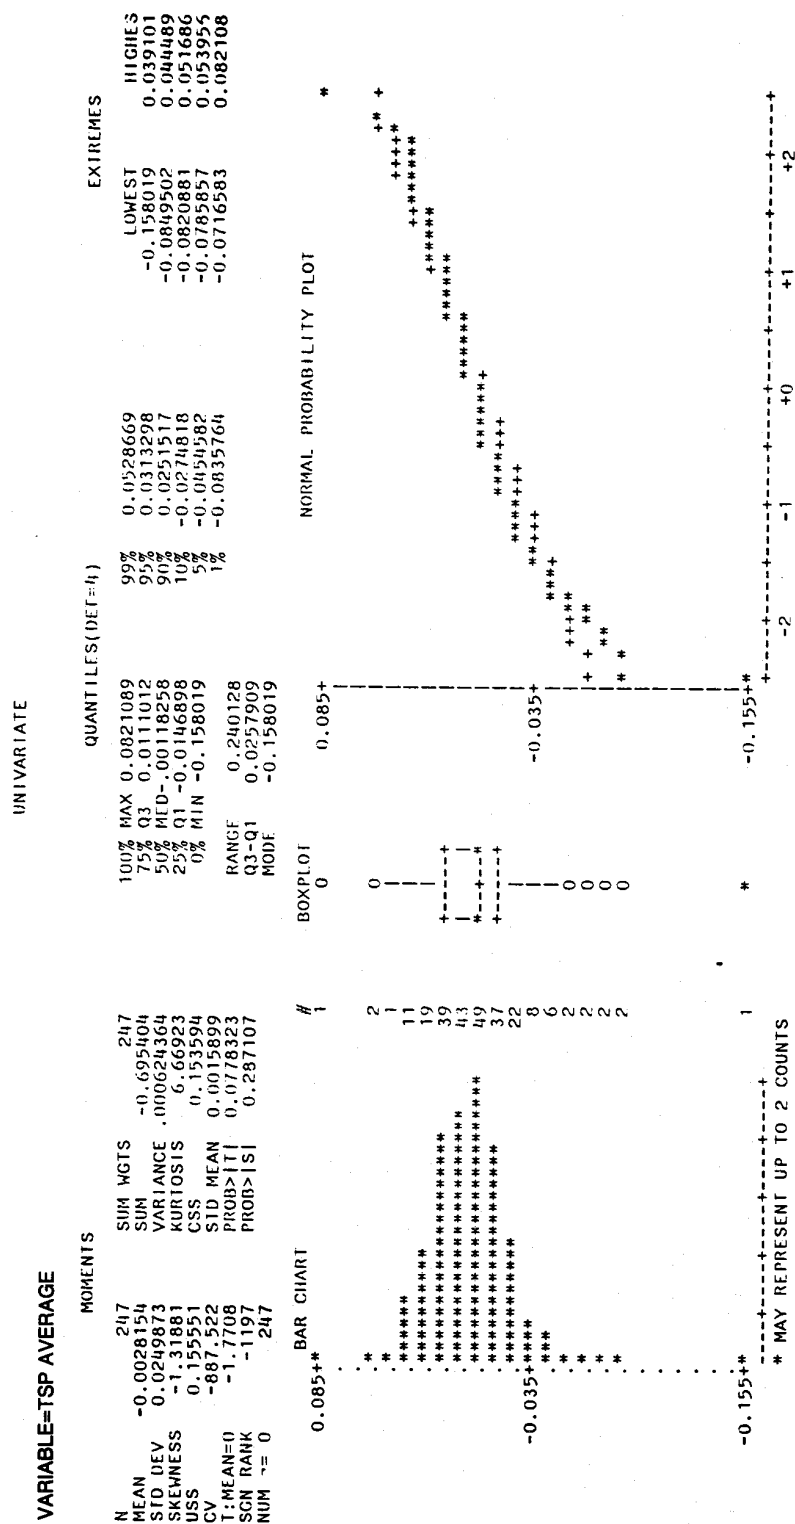 VARIABLE=TSP AVERAGE
UNIVARIATE
MOMENTS
N 247 SUM WGTS 247
MEAN -0.0028154 SUM -0.695404
STD DEV 0.0249873 VARIANCE .000624364
SKEWNESS -1.31881 KURTOSIS 6.66923
USS 0.155551 CSS 0.153594
CV -887.522 STD MEAN 0.0015899
T:MEAN=0 -1.7708 PROB>|T| 0.0778323
SGN RANK -1197 PROB>|S| 0.287107
NUM ¬= 0 247
QUANTILES(DEF=4)
100% MAX 0.0821089 99% 0.0528669
75% Q3 0.0111012 95% 0.0313298
50% MED -.00118258 90% 0.0251517
25% Q1 -0.0146898 10% -0.0274818
0% MIN -0.158019 5% -0.0454582
1% -0.0835764
RANGE 0.240128
Q3-Q1 0.0257909
MODE -0.158019
EXTREMES
LOWEST HIGHES
-0.158019 0.039101
-0.0849502 0.044489
-0.0820881 0.051686
-0.0785857 0.053955
-0.0716583 0.082108
BAR CHART # BOXPLOT NORMAL PROBABILITY PLOT
0.085+* 1 0 0.085+
2 0
1
11
19
39
43
49
37
22
-0.035+ 8 -0.035+
6
2 0
2 0
2 0
2 0
-0.155+* 1 * -0.155+*
* MAY REPRESENT UP TO 2 COUNTS
-2 -1 +0 +1 +2